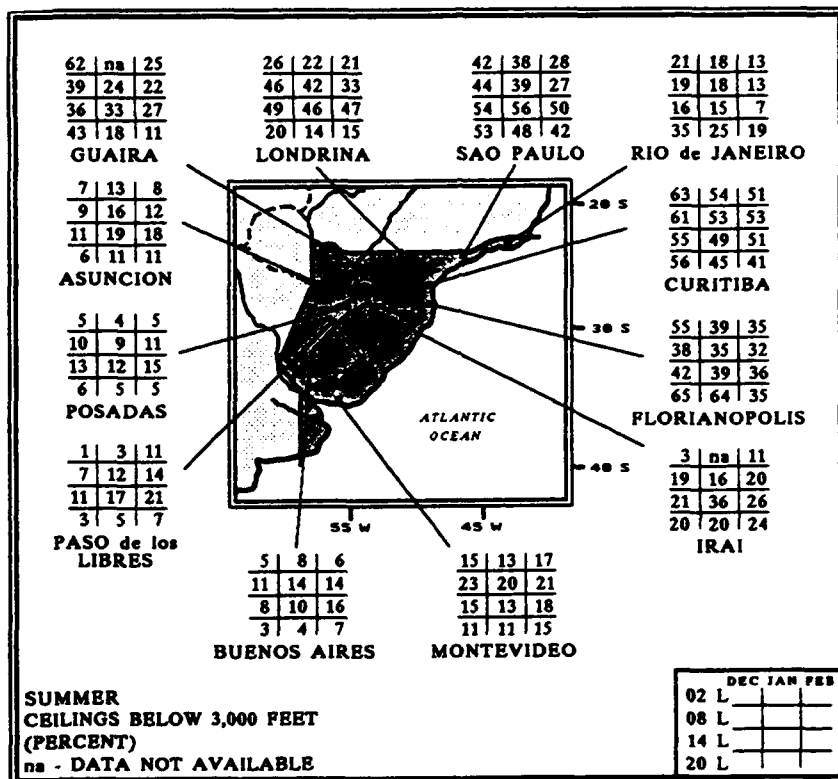 62 na 25
39 24 22
36 33 27
43 18 11
GUAIRA
26 22 21
46 42 33
49 46 47
20 14 15
LONDRINA
42 38 28
44 39 27
54 56 50
53 48 42
SAO PAULO
21 18 13
19 18 13
16 15 7
35 25 19
RIO de JANEIRO
7 13 8
9 16 12
11 19 18
6 11 11
ASUNCION
63 54 51
61 53 53
55 49 51
56 45 41
CURITIBA
5 4 5
10 9 11
13 12 15
6 5 5
POSADAS
55 39 35
38 35 32
42 39 36
65 64 35
FLORIANOPOLIS
1 3 11
7 12 14
11 17 21
3 5 7
PASO de los
LIBRES
3 na 11
19 16 20
21 36 26
20 20 24
IRAI
20 S
30 S
40 S
ATLANTIC
OCEAN
55 W 45 W
5 8 6
11 14 14
8 10 16
3 4 7
BUENOS AIRES
15 13 17
23 20 21
15 13 18
11 11 15
MONTEVIDEO
SUMMER
CEILINGS BELOW 3,000 FEET
(PERCENT)
na - DATA NOT AVAILABLE
DEC JAN FEB
02 L
08 L
14 L
20 L